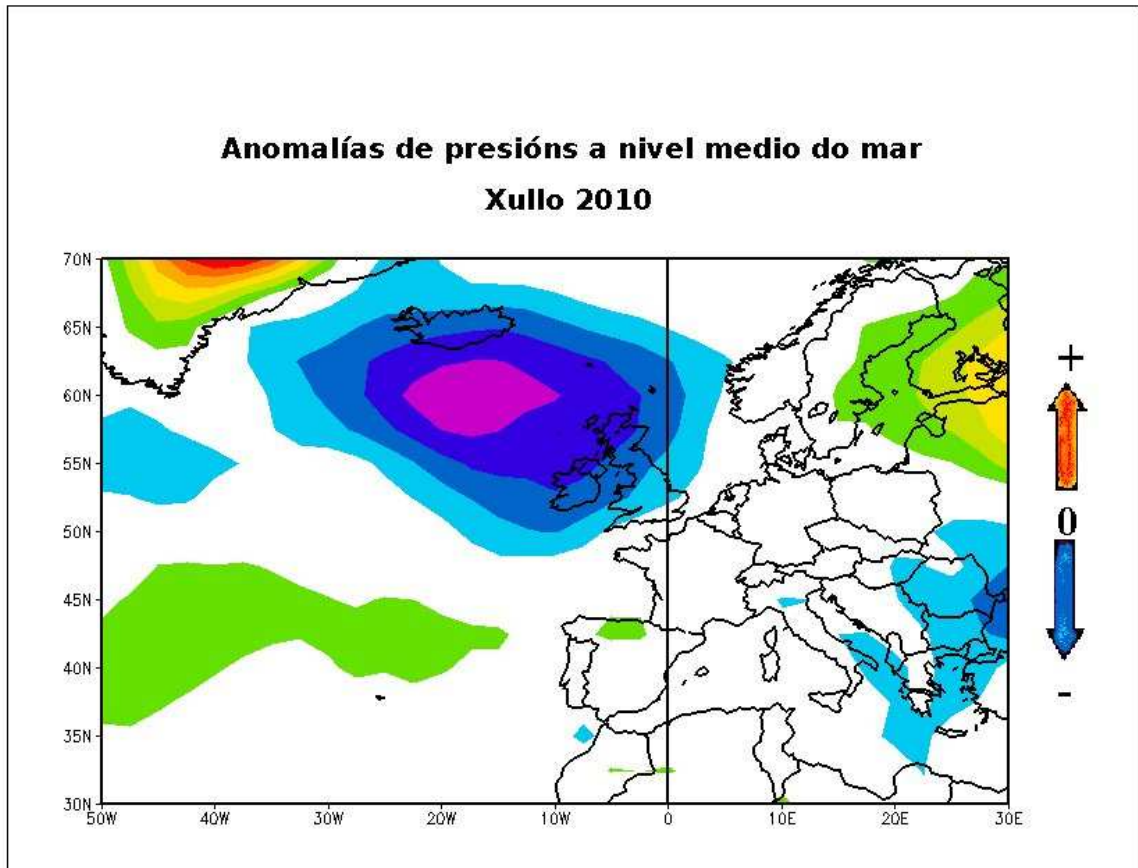 Anomalías de presións a nivel medio do mar
Xullo 2010
70N
65N
60N
55N
50N
45N
40N
35N
30N
50W 40W 30W 20W 10W 0 10E 20E 30E
+
0
-